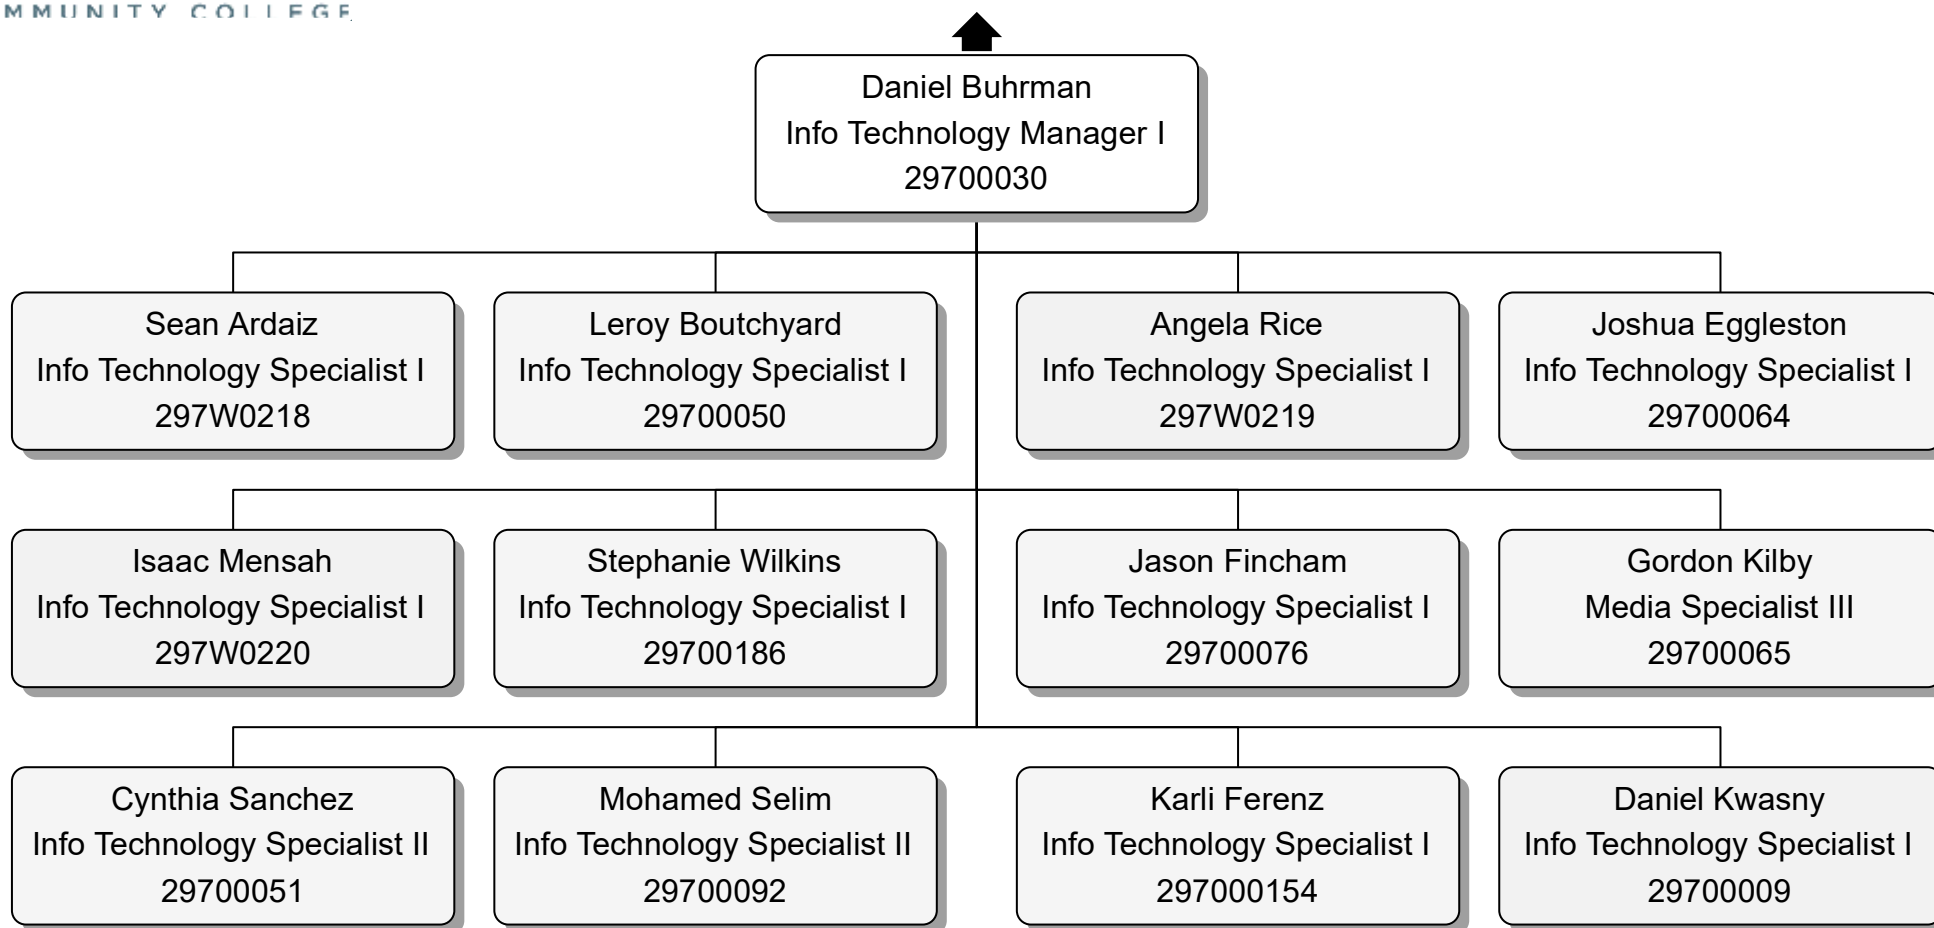 MMUNITY COLLEGE
Daniel Buhrman
Info Technology Manager I
29700030
Sean Ardaiz
Info Technology Specialist I
297W0218
Leroy Boutchyard
Info Technology Specialist I
29700050
Angela Rice
Info Technology Specialist I
297W0219
Joshua Eggleston
Info Technology Specialist I
29700064
Isaac Mensah
Info Technology Specialist I
297W0220
Stephanie Wilkins
Info Technology Specialist I
29700186
Jason Fincham
Info Technology Specialist I
29700076
Gordon Kilby
Media Specialist III
29700065
Cynthia Sanchez
Info Technology Specialist II
29700051
Mohamed Selim
Info Technology Specialist II
29700092
Karli Ferenz
Info Technology Specialist I
297000154
Daniel Kwasny
Info Technology Specialist I
29700009